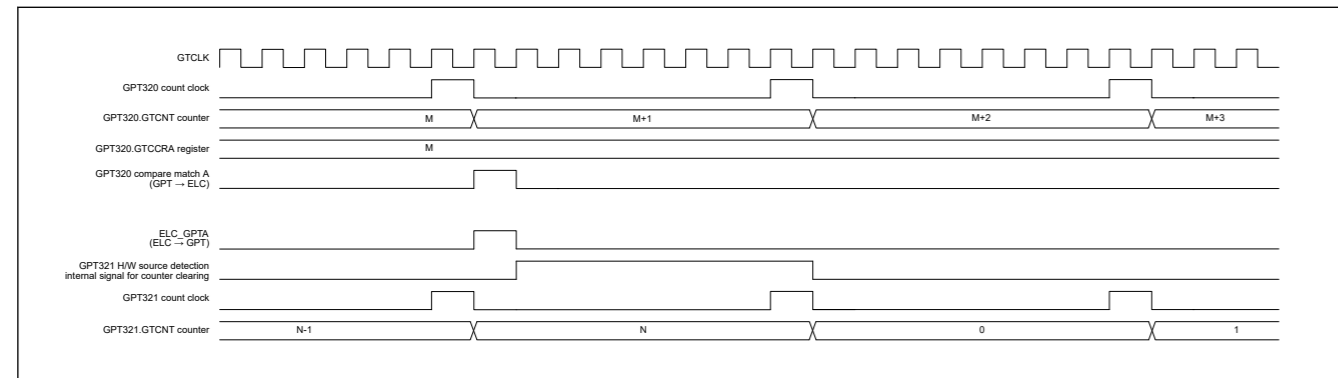 GTCLK
GPT320 count clock
GPT320.GTCNT counter
M
M+1
M+2
M+3
GPT320.GTCCRA register
M
GPT320 compare match A
(GPT → ELC)
ELC_GPTA
(ELC → GPT)
GPT321 H/W source detection
internal signal for counter clearing
GPT321 count clock
GPT321.GTCNT counter
N-1
N
0
1